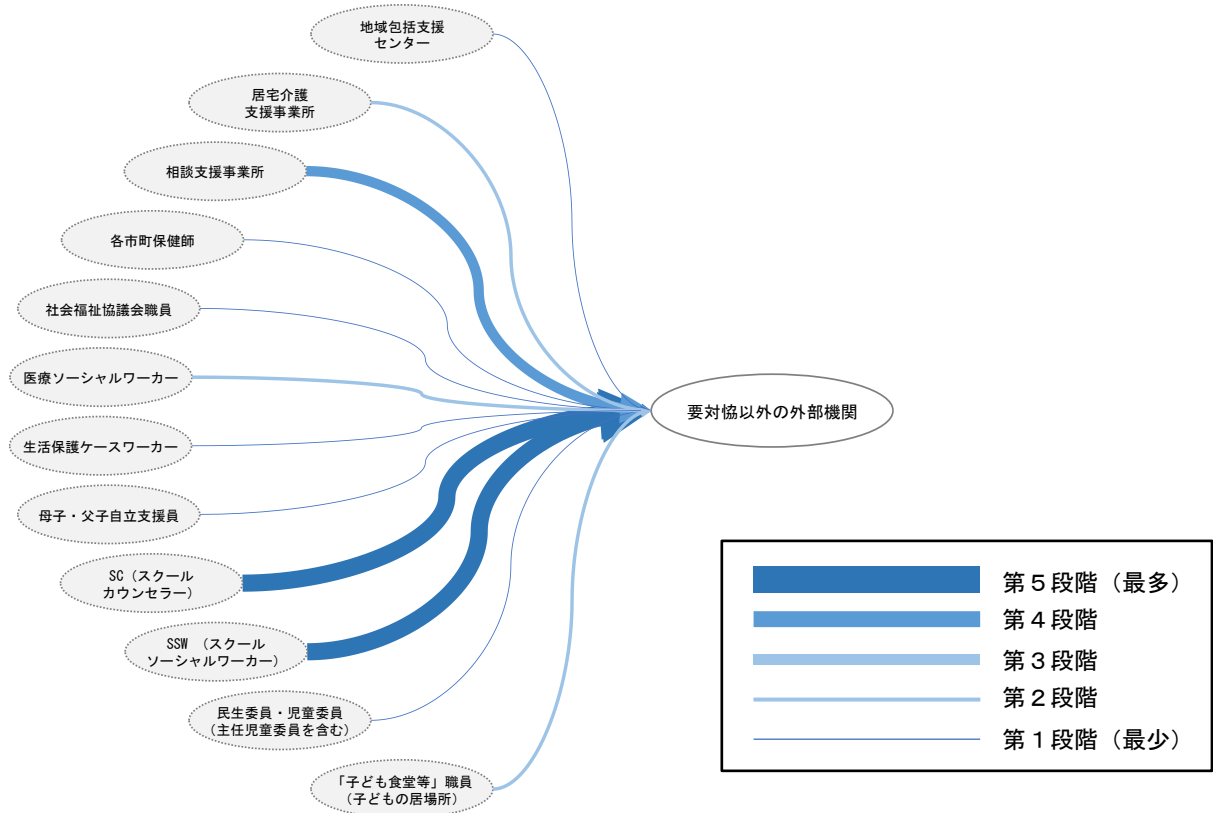 地域包括支援
センター
居宅介護
支援事業所
相談支援事業所
各市町保健師
社会福祉協議会職員
医療ソーシャルワーカー
生活保護ケースワーカー
母子・父子自立支援員
SC（スクール
カウンセラー）
SSW （スクール
ソーシャルワーカー）
民生委員・児童委員
（主任児童委員を含む）
「子ども食堂等」職員
（子どもの居場所）
要対恊以外の外部機関
第５段階（最多）
第４段階
第３段階
第２段階
第１段階（最少）